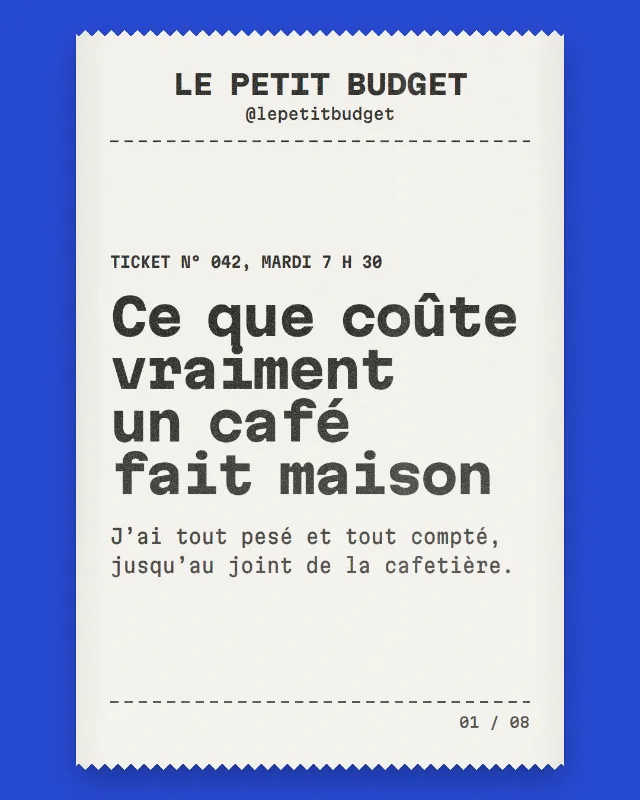 LE PETIT BUDGET
@lepetitbudget
TICKET N° 042, MARDI 7 H 30
Ce que coûte
vraiment
un café
fait maison
J’ai tout pesé et tout compté,
jusqu’au joint de la cafetière.
01 / 08